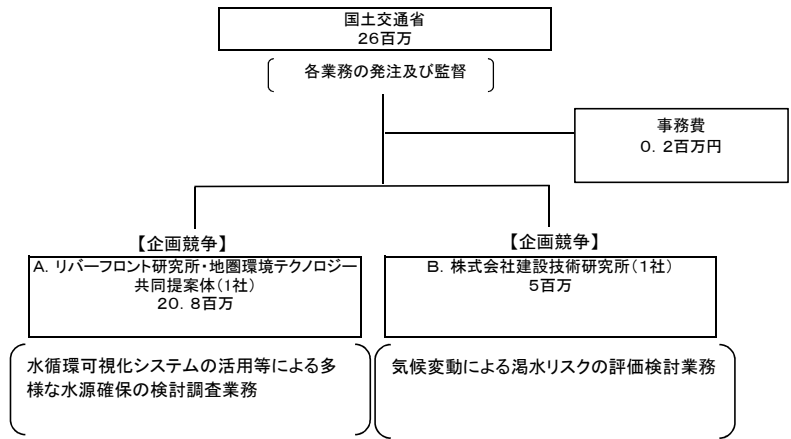 国土交通省
26百万
各業務の発注及び監督
事務費
0．2百万円
【企画競争】
A．リバーフロント研究所・地圏環境テクノロジー
共同提案体（1社）
20．8百万
水循環可視化システムの活用等による多
様な水源確保の検討調査業務
【企画競争】
B．株式会社建設技術研究所（1社）
5百万
気候変動による渇水リスクの評価検討業務